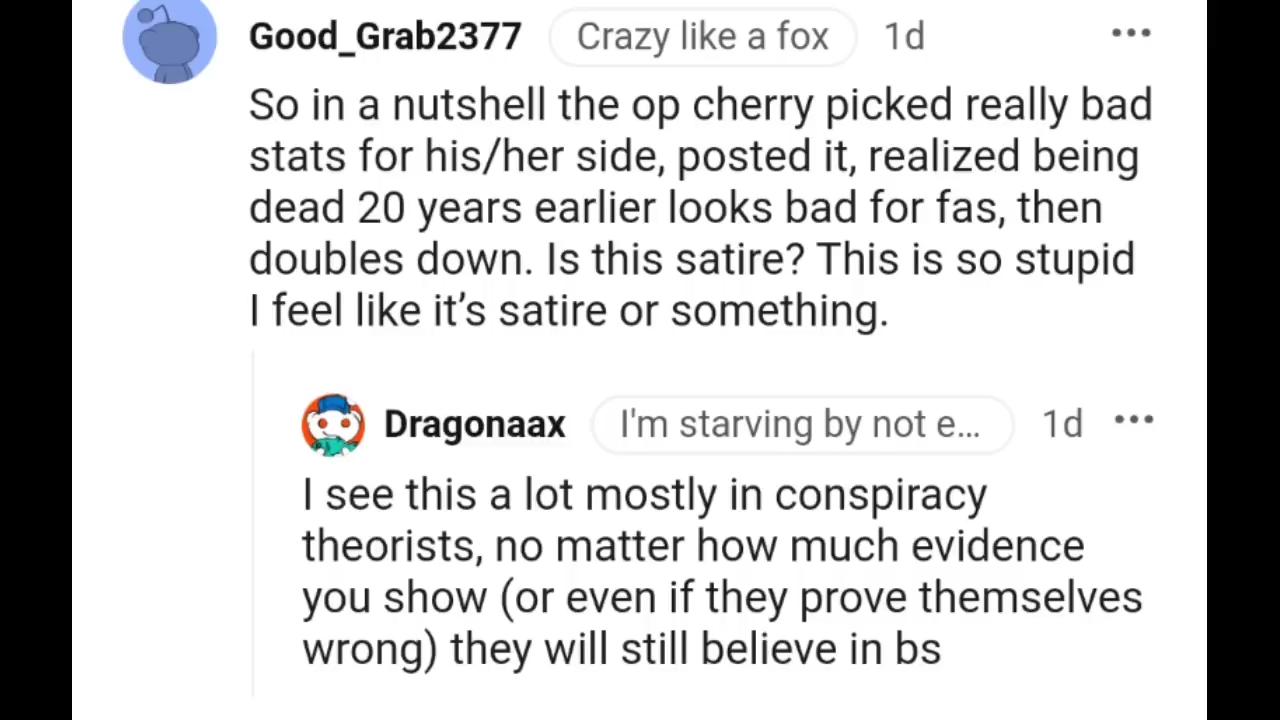 Good_Grab2377 Crazy like a fox 1d
So in a nutshell the op cherry picked really bad
stats for his/her side, posted it, realized being
dead 20 years earlier looks bad for fas, then
doubles down. Is this satire? This is so stupid
I feel like it’s satire or something.
Dragonaax I'm starving by not e... 1d
I see this a lot mostly in conspiracy
theorists, no matter how much evidence
you show (or even if they prove themselves
wrong) they will still believe in bs